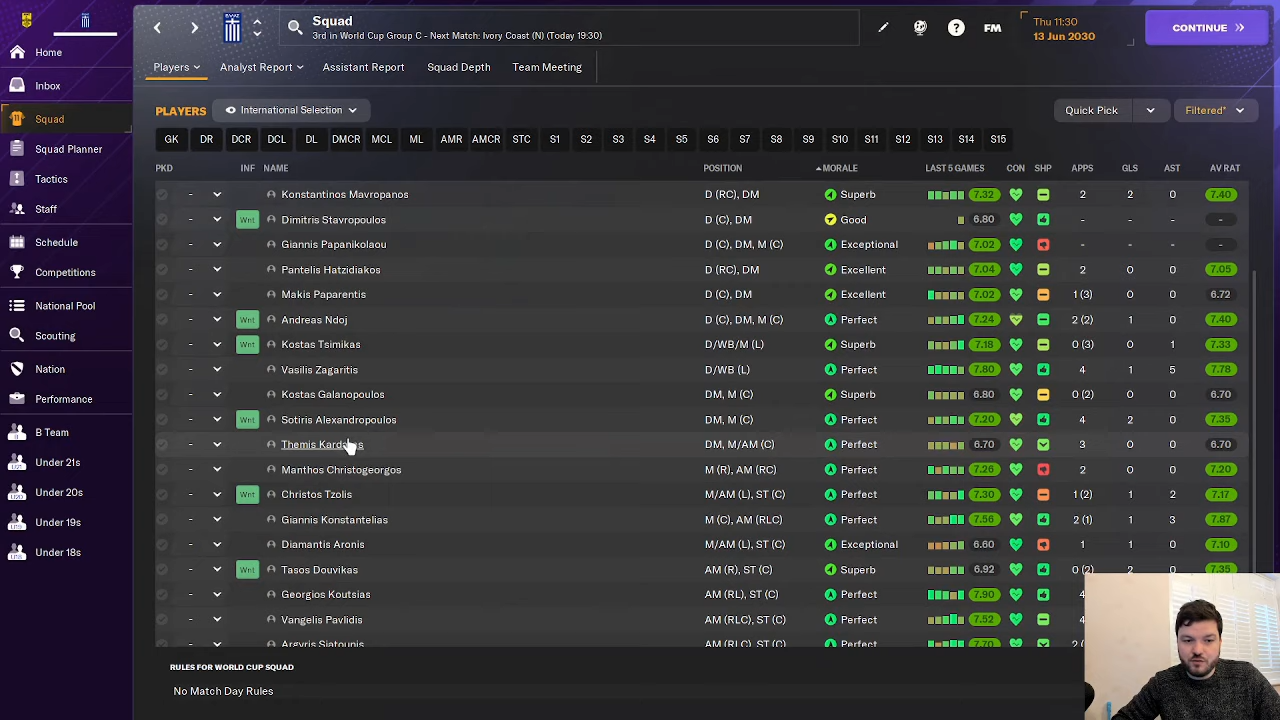 Squad
3rd in World Cup Group C - Next Match: Ivory Coast (N) (Today 19:30)
FM
Thu 11:30
13 Jun 2030
CONTINUE
Home
Inbox
Squad
Squad Planner
Tactics
Staff
Schedule
Competitions
National Pool
Scouting
Nation
Performance
B Team
Under 21s
Under 20s
Under 19s
Under 18s
Players Analyst Report Assistant Report Squad Depth Team Meeting
PLAYERS International Selection Quick Pick Filtered*
GK DR DCR DCL DL DMCR MCL ML AMR AMCR STC S1 S2 S3 S4 S5 S6 S7 S8 S9 S10 S11 S12 S13 S14 S15
PKD INF NAME POSITION MORALE LAST 5 GAMES CON SHP APPS GLS AST AV RAT
- Konstantinos Mavropanos D (RC), DM Superb 7.32 2 2 0 7.40
- Wnt Dimitris Stavropoulos D (C), DM Good 6.80 - - - -
- Giannis Papanikolaou D (C), DM, M (C) Exceptional 7.02 - - - -
- Pantelis Hatzidiakos D (RC), DM Excellent 7.04 2 0 0 7.05
- Makis Papapantis D (C), DM Excellent 7.02 1 (3) 0 0 6.72
- Wnt Andreas Ndoj D (C), DM, M (C) Perfect 7.24 2 (2) 1 0 7.40
- Wnt Kostas Tsimikas D/WB/M (L) Superb 7.18 0 (3) 0 1 7.33
- Vasilis Zagaritis D/WB (L) Perfect 7.80 4 1 5 7.78
- Kostas Galanopoulos DM, M (C) Superb 6.80 0 (2) 0 0 6.70
- Wnt Sotiris Alexandropoulos DM, M (C) Perfect 7.20 4 2 0 7.35
- Themis DM, M/AM (C) Perfect 6.70 3 0 0 6.70
- Manthos Christogeorgos M (R), AM (RC) Perfect 7.26 2 0 0 7.20
- Wnt Christos Tzolis M/AM (L), ST (C) Perfect 7.30 1 (2) 1 2 7.17
- Giannis Konstantelias M (C), AM (RLC) Perfect 7.56 2 (1) 1 3 7.87
- Diamantis Aronis M/AM (L), ST (C) Exceptional 6.60 1 1 0 7.10
- Wnt Tasos Douvikas AM (R), ST (C) Superb 6.92 0 (2) 2 0 7.35
- Georgios Koutsias AM (RL), ST (C) Perfect 7.90
- Vangelis Pavlidis AM (L), ST (C) Perfect 7.52
Argyris Siatounis
RULES FOR WORLD CUP SQUAD
No Match Day Rules